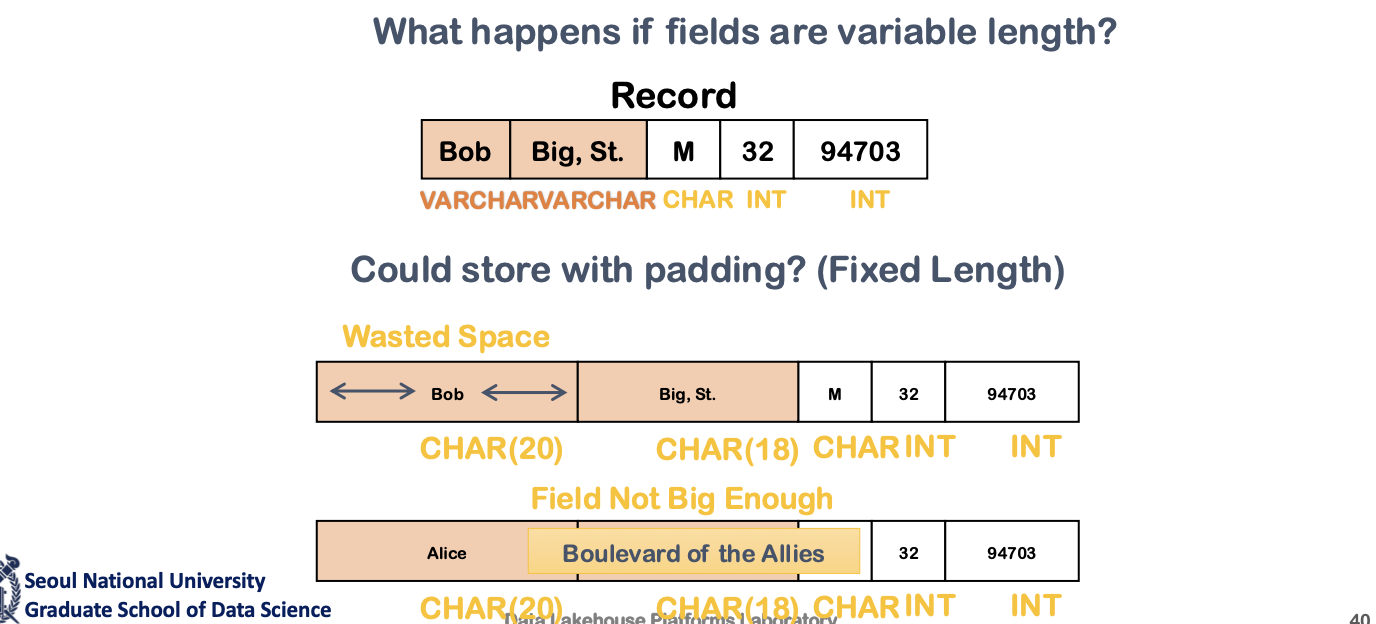 What happens if fields are variable length?
Record
Bob Big, St. M 32 94703
VARCHARVARCHAR CHAR INT INT
Could store with padding? (Fixed Length)
Wasted Space
Bob Big, St. M 32 94703
CHAR(20) CHAR(18) CHAR INT INT
Field Not Big Enough
Alice Boulevard of the Allies 32 94703
CHAR(20) CHAR(18) CHAR INT INT
Seoul National University
Graduate School of Data Science
Data Lakehouse Platforms Laboratory
40